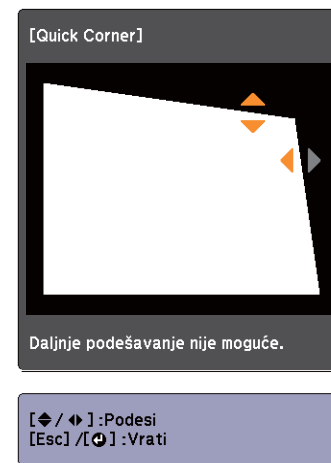 [Quick Corner]
Daljnje podešavanje nije moguće.
[ / ] :Podesi
[Esc] /[ ] :Vrati